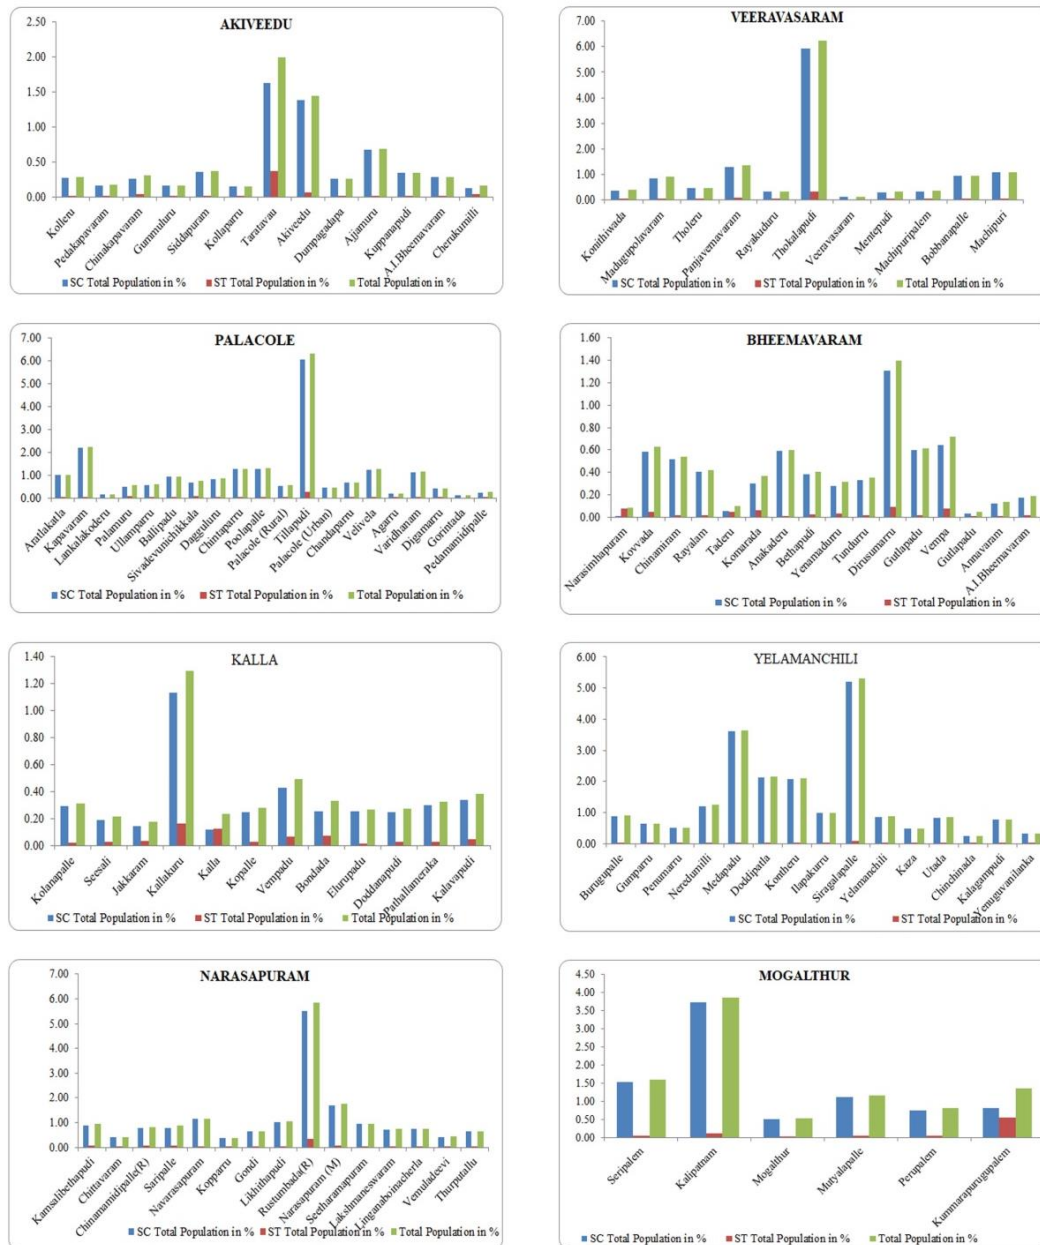 AKIVEEDU
2.50
2.00
1.50
1.00
0.50
0.00
Kolleru
Pedakapavaram
Chinakapavaram
Gummuluru
Siddapuram
Kollaparru
Taratavau
Akiveedu
Dumpagadapa
Ajjamuru
Kuppanapudi
A.I.Bheemavaram
Cherukumilli
SC Total Population in % ST Total Population in % Total Population in %
VEERAVASARAM
7.00
6.00
5.00
4.00
3.00
2.00
1.00
0.00
Konithiwada
Madugupolavaram
Tholeru
Panjavemavaram
Rayakuduru
Thokalapudi
Veeravasaram
Mentepudi
Machipuripalem
Bobbanapalle
Machipuri
SC Total Population in % ST Total Population in % Total Population in %
PALACOLE
7.00
6.00
5.00
4.00
3.00
2.00
1.00
0.00
Aratlakatla
Kapavaram
Lankalakoderu
Palamuru
Ullamparru
Ballipadu
Sivadevunichikkala
Dagguluru
Chintaparru
Poolapalle
Palacole (Rural)
Tillapudi
Palacole (Urban)
Chandaparru
Velivela
Agarru
Varidhanam
Digamarru
Gorintada
Pedamamidipalle
SC Total Population in % ST Total Population in % Total Population in %
BHEEMAVARAM
1.60
1.40
1.20
1.00
0.80
0.60
0.40
0.20
0.00
Narasimhapuram
Kovvada
Chinamiram
Rayalam
Taderu
Komarada
Anakaderu
Bethapudi
Yenamadurru
Tundurru
Dirusumarru
Gutlapadu
Vempa
Gutlapadu
Annavaram
A.I.Bheemavaram
SC Total Population in % ST Total Population in %
KALLA
1.40
1.20
1.00
0.80
0.60
0.40
0.20
0.00
Kolanapalle
Seesali
Jakkaram
Kallakuru
Kalla
Kopalle
Vempadu
Bondada
Elurupadu
Doddanapudi
Pathallameraka
Kalavapudi
SC Total Population in % ST Total Population in % Total Population in %
YELAMANCHILI
6.00
5.00
4.00
3.00
2.00
1.00
0.00
Burugupalle
Gumparru
Penumarru
Neredumilli
Medapadu
Doddipatla
Kontheru
Ilapakurru
Siragalapalle
Yelamanchili
Kaza
Utada
Chinchinada
Kalagampudi
Yenuguvanilanka
SC Total Population in % ST Total Population in %
NARASAPURAM
7.00
6.00
5.00
4.00
3.00
2.00
1.00
0.00
Kamsalibethapudi
Chittavaram
Chinamamidipalle(R)
Saripalle
Navarasapuram
Kopparru
Gondi
Likhithapudi
Rustumbada(R)
Narasapuram (M)
Seetharamapuram
Lakshmaneswaram
Linganaboinacherla
Vemuladeevi
Thurputallu
SC Total Population in % ST Total Population in % Total Population in %
MOGALTHUR
4.50
4.00
3.50
3.00
2.50
2.00
1.50
1.00
0.50
0.00
Seripalem
Kalipatnam
Mogalthur
Mutyalapalle
Perupalem
Kummarapurugupalem
SC Total Population in % ST Total Population in % Total Population in %